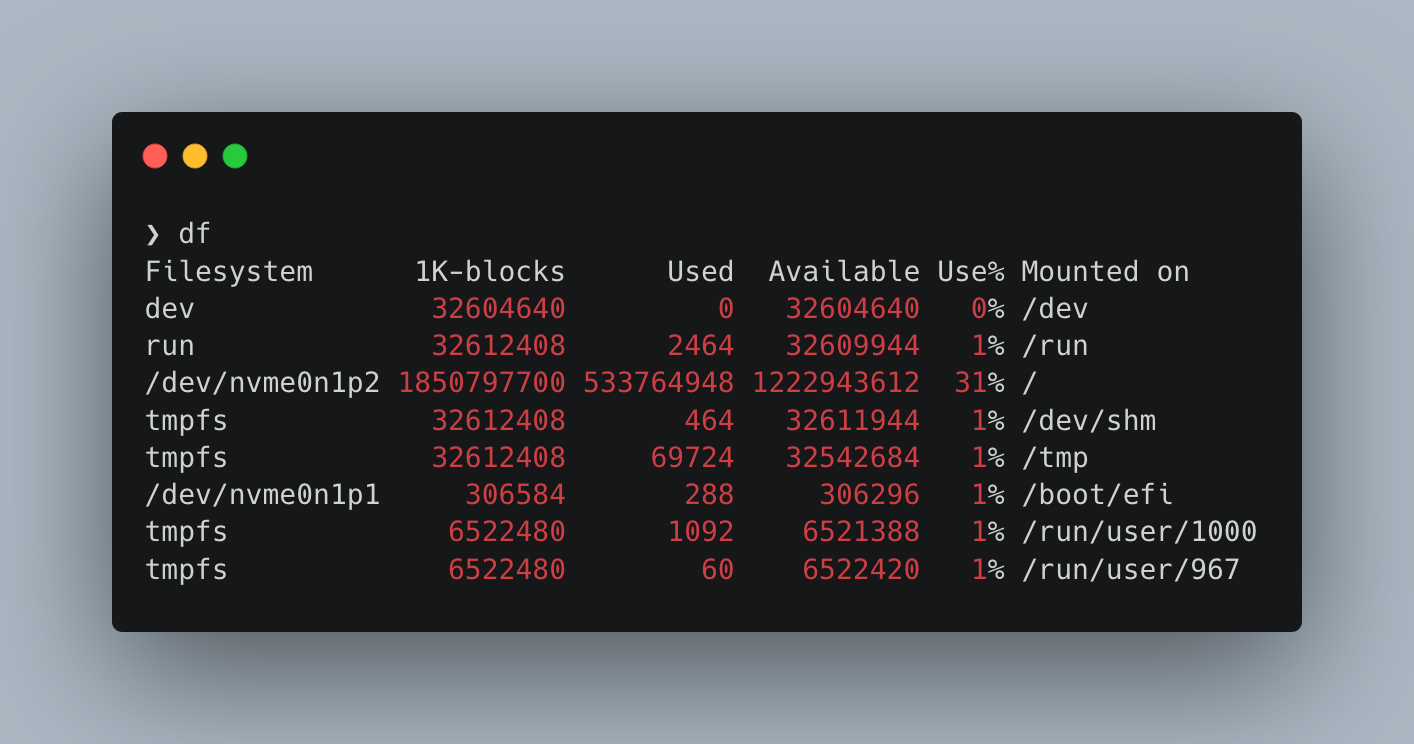 ❯ df
Filesystem      1K-blocks      Used  Available Use% Mounted on
dev              32604640         0   32604640   0% /dev
run              32612408      2464   32609944   1% /run
/dev/nvme0n1p2 1850797700 533764948 1222943612  31% /
tmpfs            32612408       464   32611944   1% /dev/shm
tmpfs            32612408     69724   32542684   1% /tmp
/dev/nvme0n1p1     306584       288     306296   1% /boot/efi
tmpfs             6522480      1092    6521388   1% /run/user/1000
tmpfs             6522480        60    6522420   1% /run/user/967